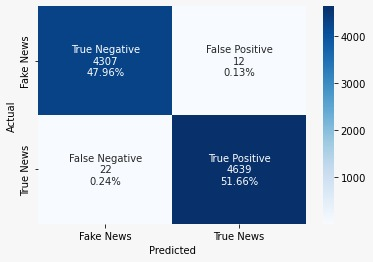 True Negative
4307
47.96%
False Positive
12
0.13%
False Negative
22
0.24%
True Positive
4639
51.66%
Fake News
True News
Actual
Fake News
True News
Predicted
4000
3000
2000
1000